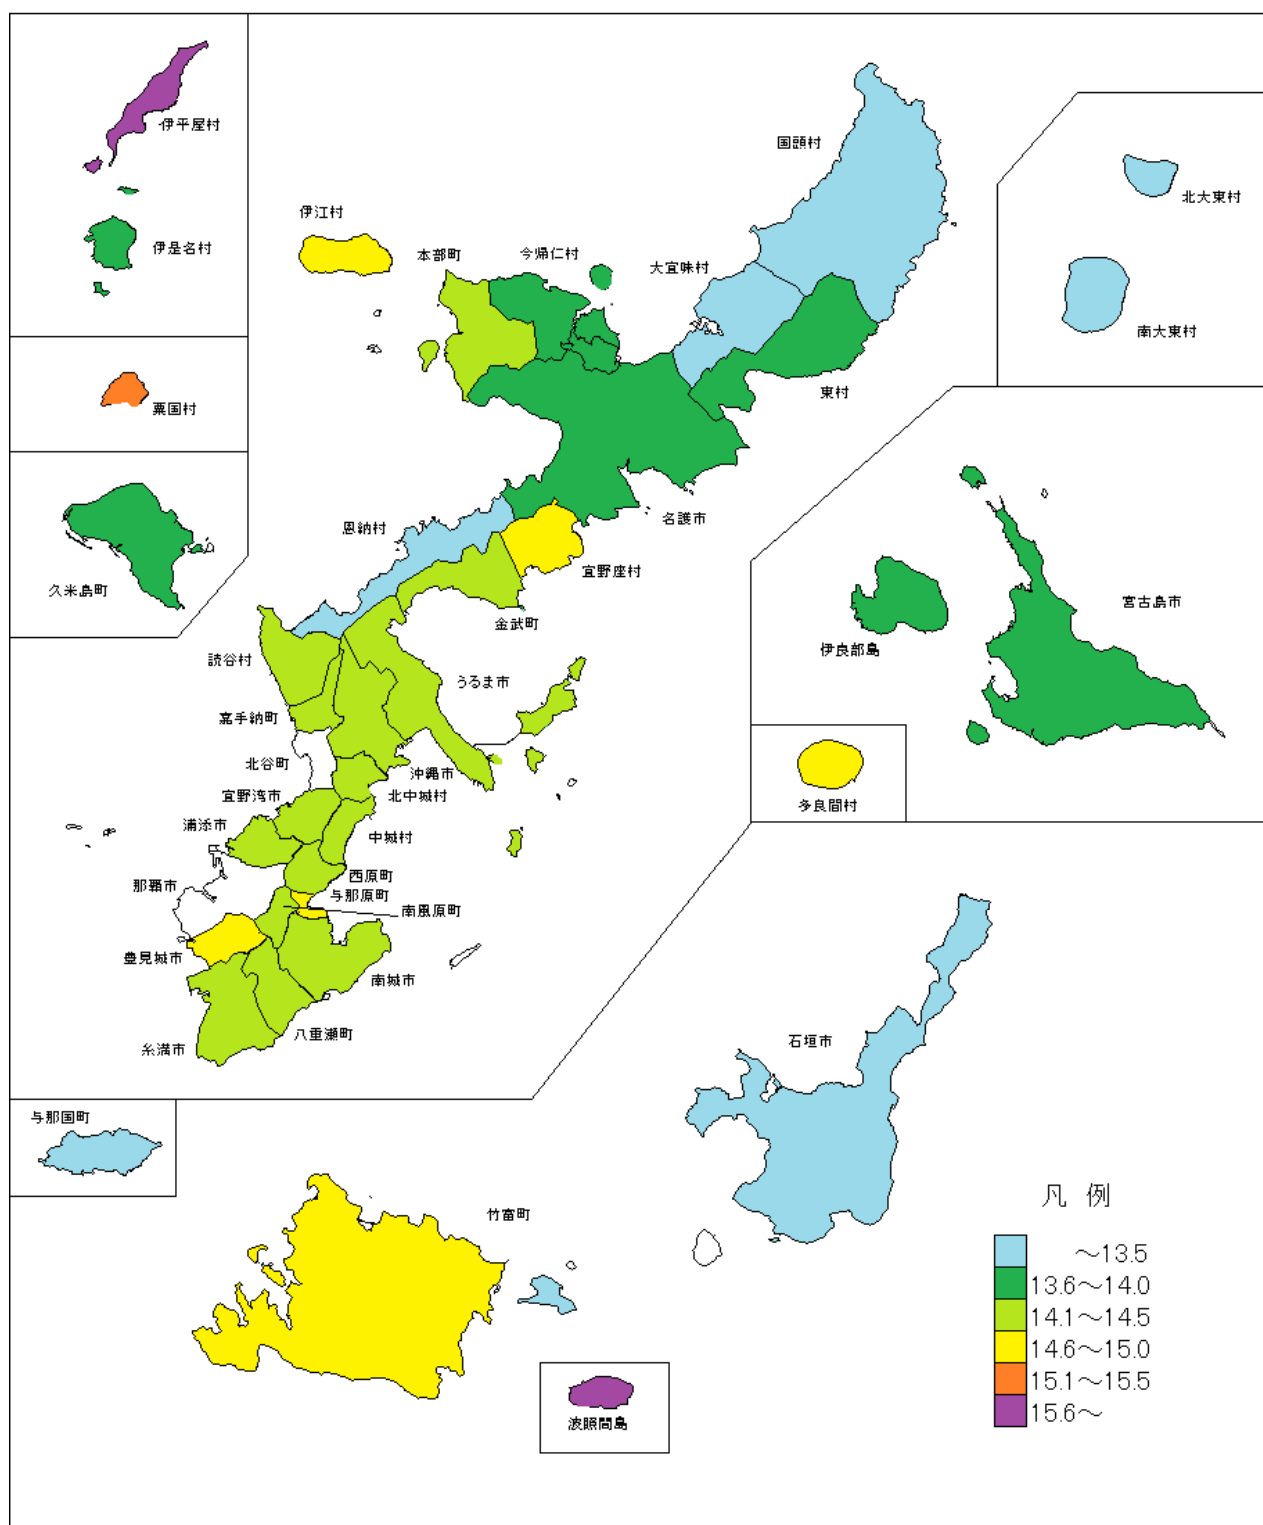 伊平屋村
伊是名村
粟国村
久米島町
伊江村
本部町
今帰仁村
大宜味村
国頭村
東村
名護市
北大東村
南大東村
恩納村
宜野座村
金武町
読谷村
うるま市
嘉手納町
北谷町
沖縄市
宜野湾市
北中城村
浦添市
中城村
西原町
那覇市
与那原町
南風原町
豊見城市
南城市
八重瀬町
糸満市
宮古島市
伊良部島
多良間村
石垣市
与那国町
竹富町
波照間島
凡 例
～13.5
13.6～14.0
14.1～14.5
14.6～15.0
15.1～15.5
15.6～